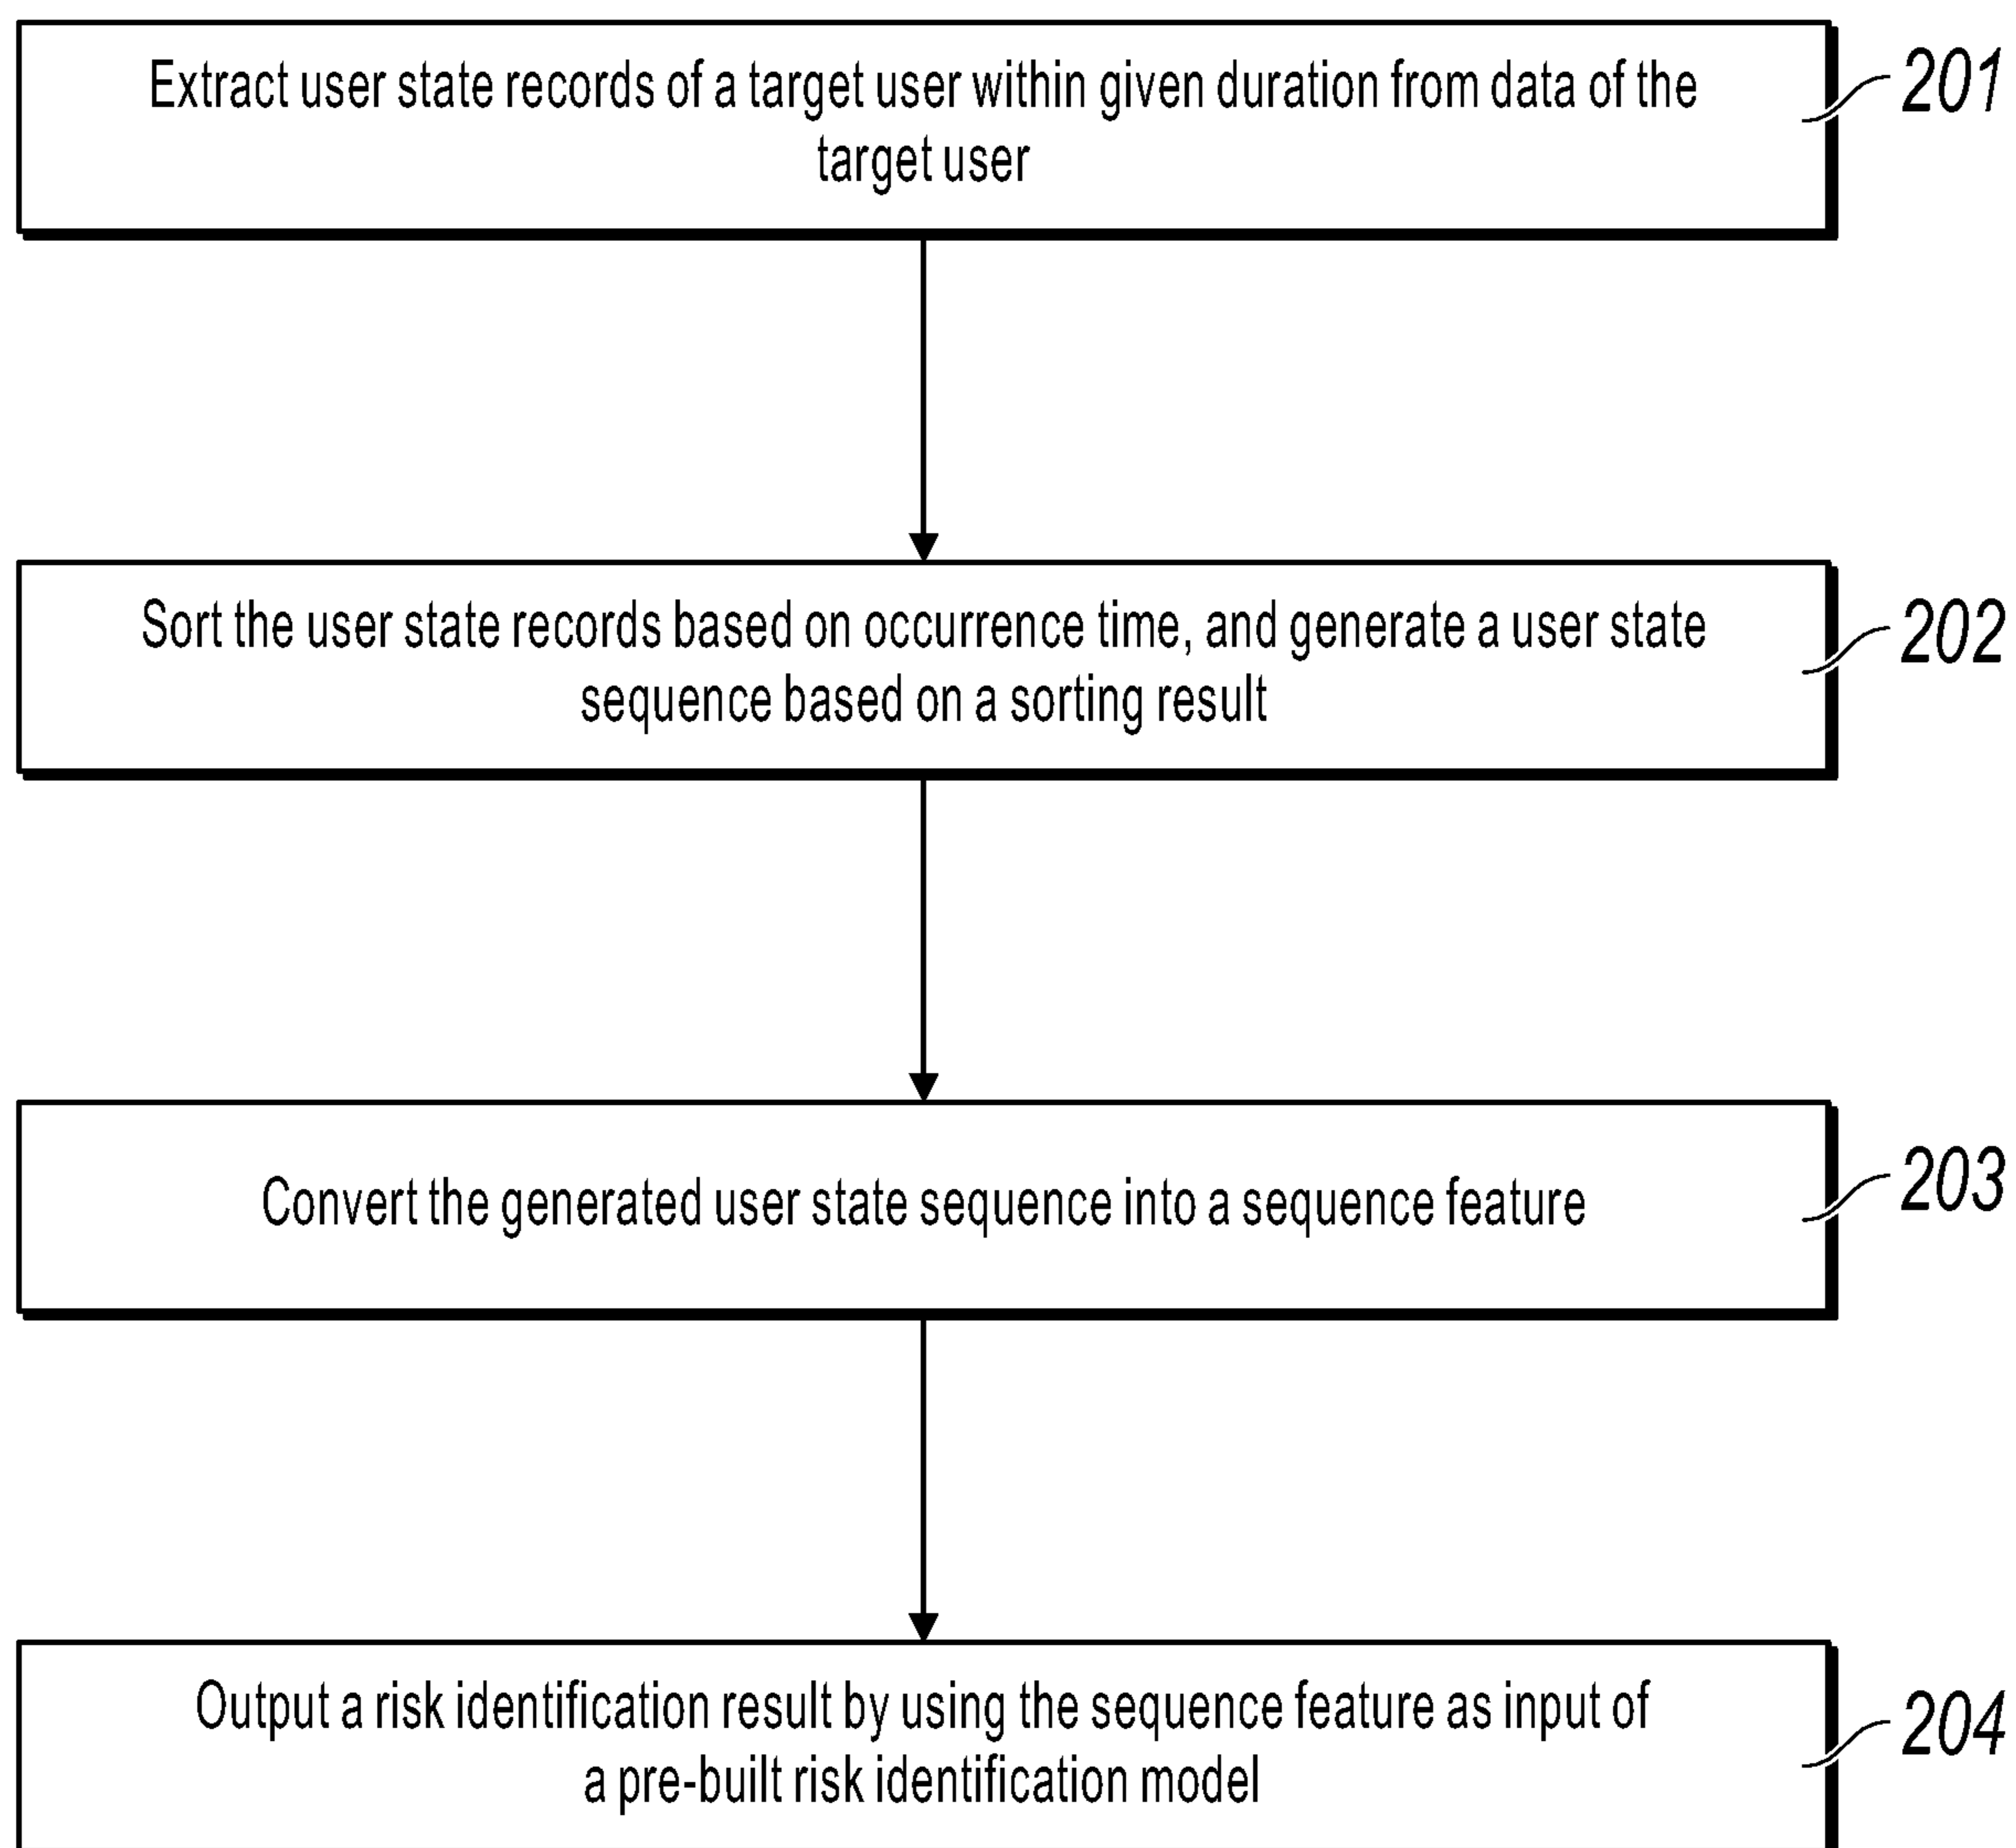 Extract user state records of a target user within given duration from data of the
target user
201
Sort the user state records based on occurrence time, and generate a user state
sequence based on a sorting result
202
Convert the generated user state sequence into a sequence feature
203
Output a risk identification result by using the sequence feature as input of
a pre-built risk identification model
204